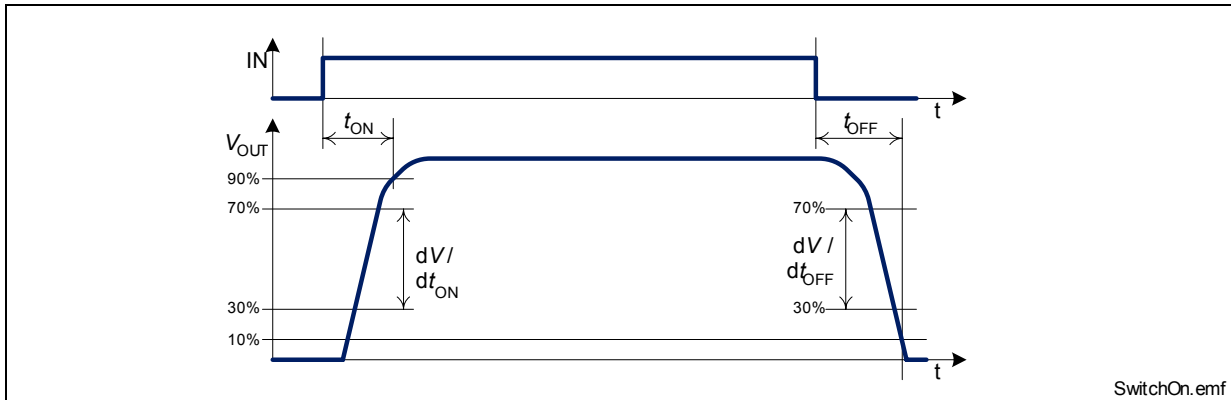 IN
t
tON
tOFF
VOUT
90%
70%
70%
dV /
dtON
dV /
dtOFF
30%
30%
10%
t
SwitchOn.emf